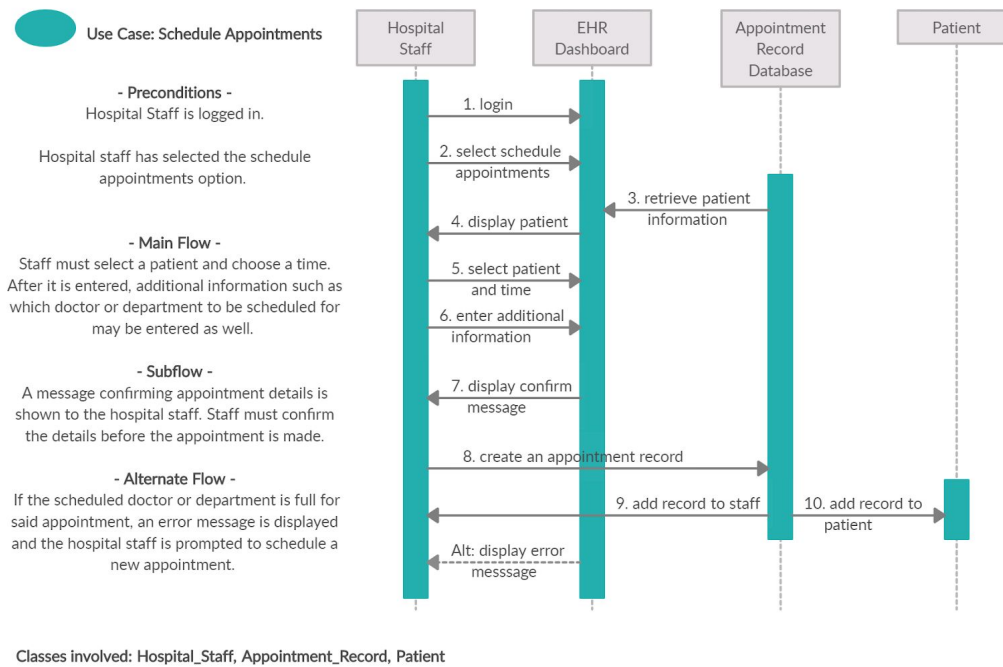 Use Case: Schedule Appointments
Hospital
Staff
EHR
Dashboard
Appointment
Record
Database
Patient
- Preconditions -
Hospital Staff is logged in.
Hospital staff has selected the schedule
appointments option.
- Main Flow -
Staff must select a patient and choose a time.
After it is entered, additional information such as
which doctor or department to be scheduled for
may be entered as well.
- Subflow -
A message confirming appointment details is
shown to the hospital staff. Staff must confirm
the details before the appointment is made.
- Alternate Flow -
If the scheduled doctor or department is full for
said appointment, an error message is displayed
and the hospital staff is prompted to schedule a
new appointment.
1. login
2. select schedule
appointments
3. retrieve patient
information
4. display patient
5. select patient
and time
6. enter additional
information
7. display confirm
message
8. create an appointment record
9. add record to staff
10. add record to
patient
Alt: display error
messsage
Classes involved: Hospital_Staff, Appointment_Record, Patient